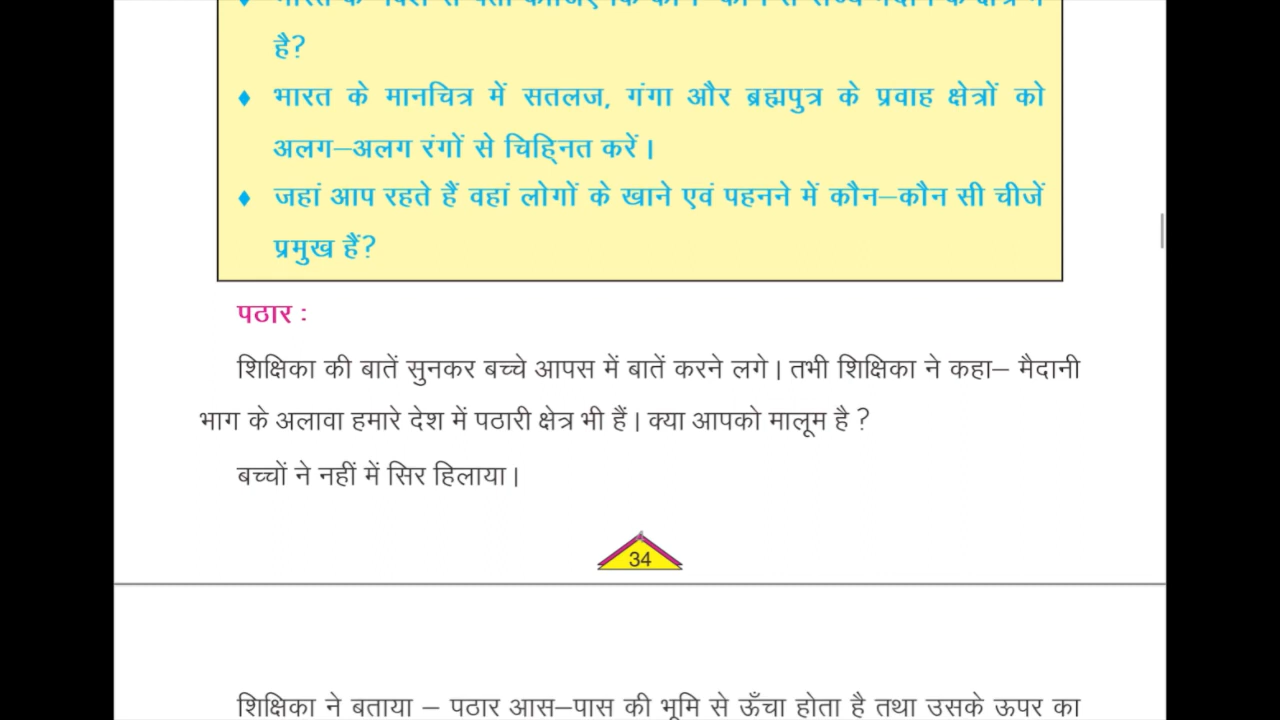 है?
♦ भारत के मानचित्र में सतलज, गंगा और ब्रह्मपुत्र के प्रवाह क्षेत्रों को
अलग–अलग रंगों से चिह्नित करें।
♦ जहां आप रहते हैं वहां लोगों के खाने एवं पहनने में कौन–कौन सी चीजें
प्रमुख हैं?
पठार :
शिक्षिका की बातें सुनकर बच्चे आपस में बातें करने लगे। तभी शिक्षिका ने कहा– मैदानी
भाग के अलावा हमारे देश में पठारी क्षेत्र भी हैं। क्या आपको मालूम है ?
बच्चों ने नहीं में सिर हिलाया।
34
शिक्षिका ने बताया – पठार आस–पास की भूमि से ऊँचा होता है तथा उसके ऊपर का